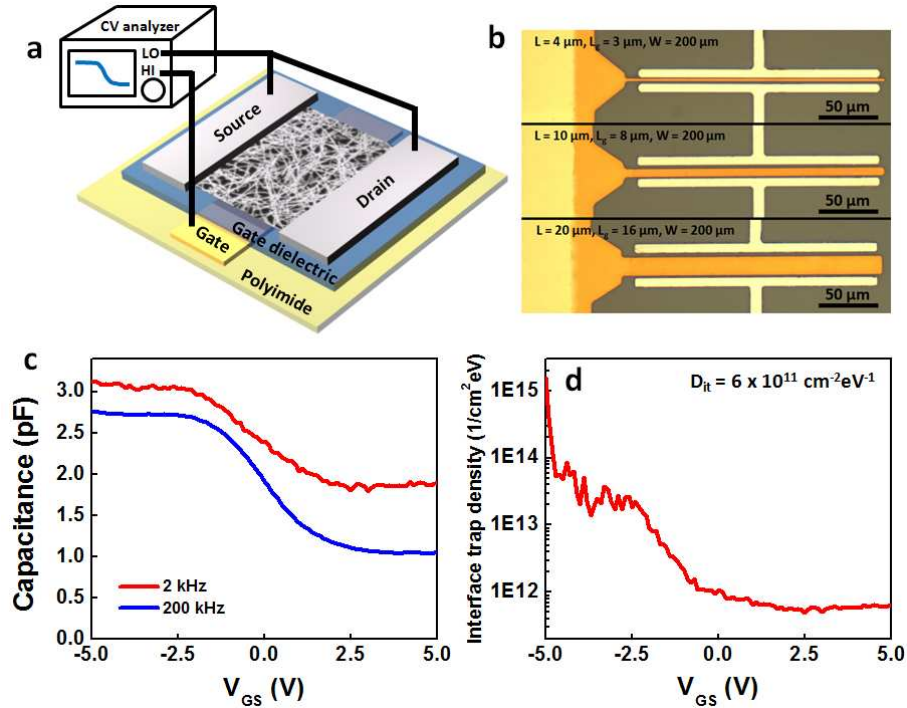 a
CV analyzer
LO
HI
Source
Drain
Gate
Gate dielectric
Polyimide
b
L = 4 µm, Lg = 3 µm, W = 200 µm
50 µm
L = 10 µm, Lg = 8 µm, W = 200 µm
50 µm
L = 20 µm, Lg = 16 µm, W = 200 µm
50 µm
c
Capacitance (pF)
3.0
2.5
2.0
1.5
1.0
0.5
0.0
2 kHz
200 kHz
-5.0 -2.5 0.0 2.5 5.0
VGS (V)
d
Dit = 6 x 10¹¹ cm⁻²eV⁻¹
Interface trap density (1/cm² eV)
1E15
1E14
1E13
1E12
-5.0 -2.5 0.0 2.5 5.0
VGS (V)